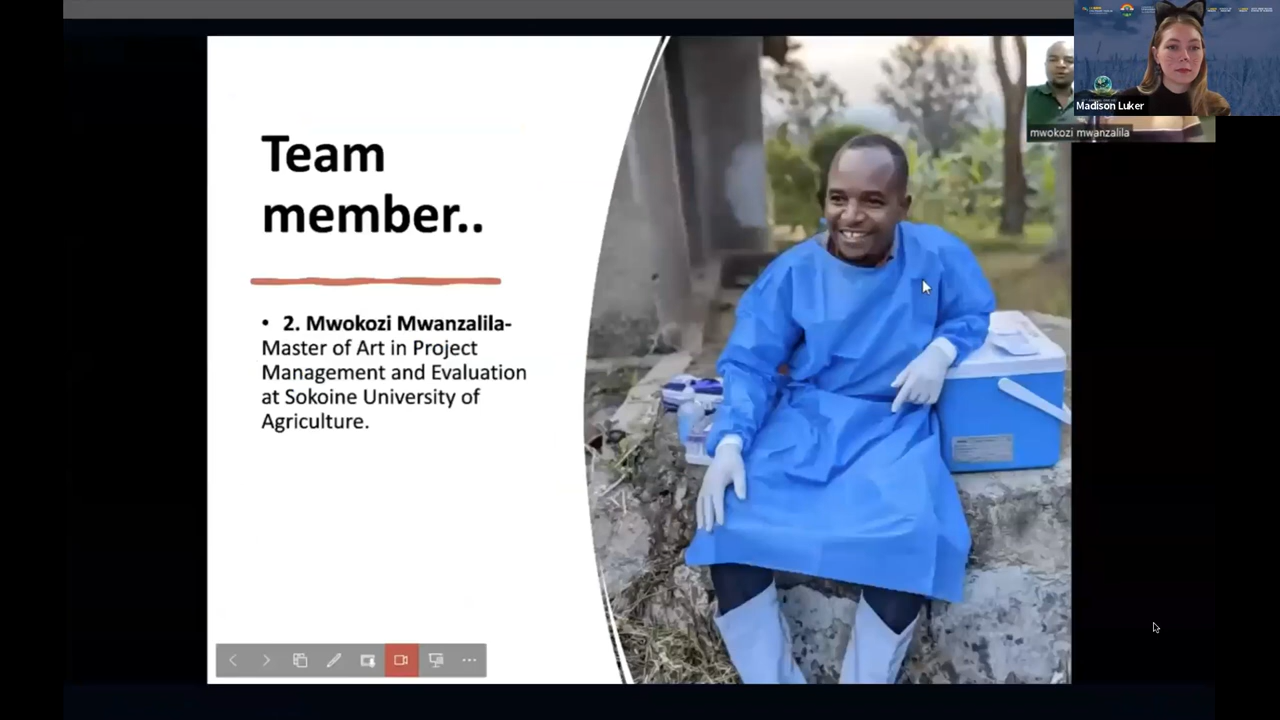 Team
member..
• 2. Mwokozi Mwanzalila-
Master of Art in Project
Management and Evaluation
at Sokoine University of
Agriculture.
Madison Luker
mwokozi mwanzalila